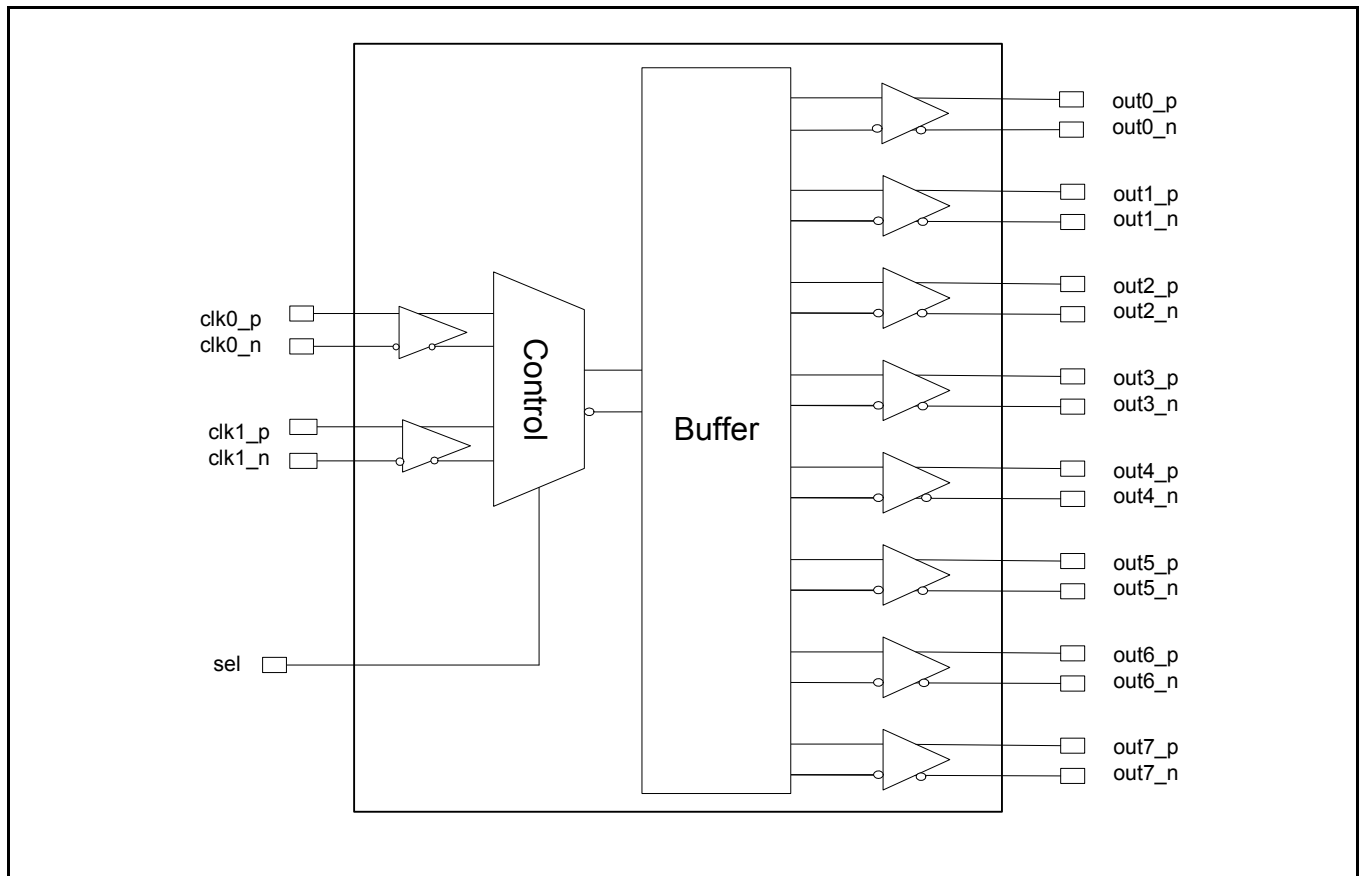 clk0_p
clk0_n
clk1_p
clk1_n
sel
Control
Buffer
out0_p
out0_n
out1_p
out1_n
out2_p
out2_n
out3_p
out3_n
out4_p
out4_n
out5_p
out5_n
out6_p
out6_n
out7_p
out7_n